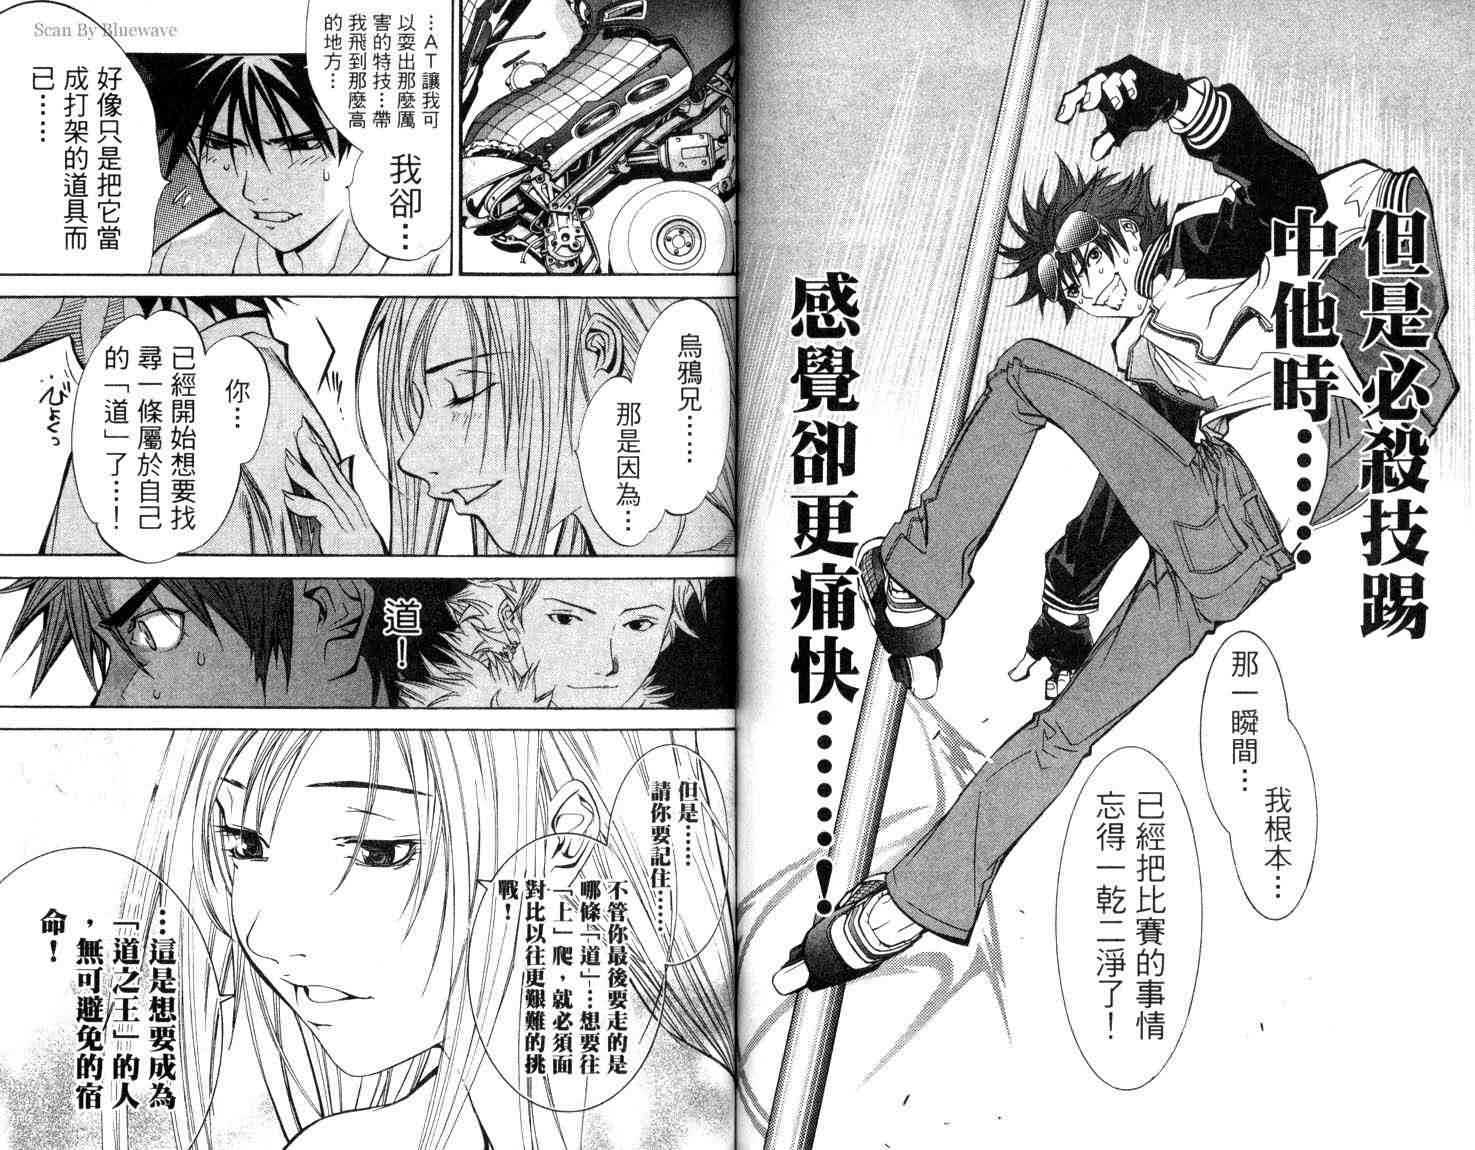 但是必殺技踢
中他時……
感覺卻更痛快………！
那一瞬間…
我根本…
已經把比賽的事情
忘得一乾二淨了！
…ＡＴ讓我可
以耍出那麼厲
害的特技…帶
我飛到那麼高
的地方…
我卻…
好像只是把它當
成打架的道具而
已……
烏鴉兄……
那是因為…
你…
已經開始想要找
尋一條屬於自己
的「道」了…！
…びょくっ
道！
但是……
請你要記住……
不管你最後要走的是
哪條「道」…想要往
「上」爬，就必須面
對比以往更艱難的挑
戰！
…這是想要成為
「道之王」的人
，無可避免的宿
命！
Scan By Bluewave